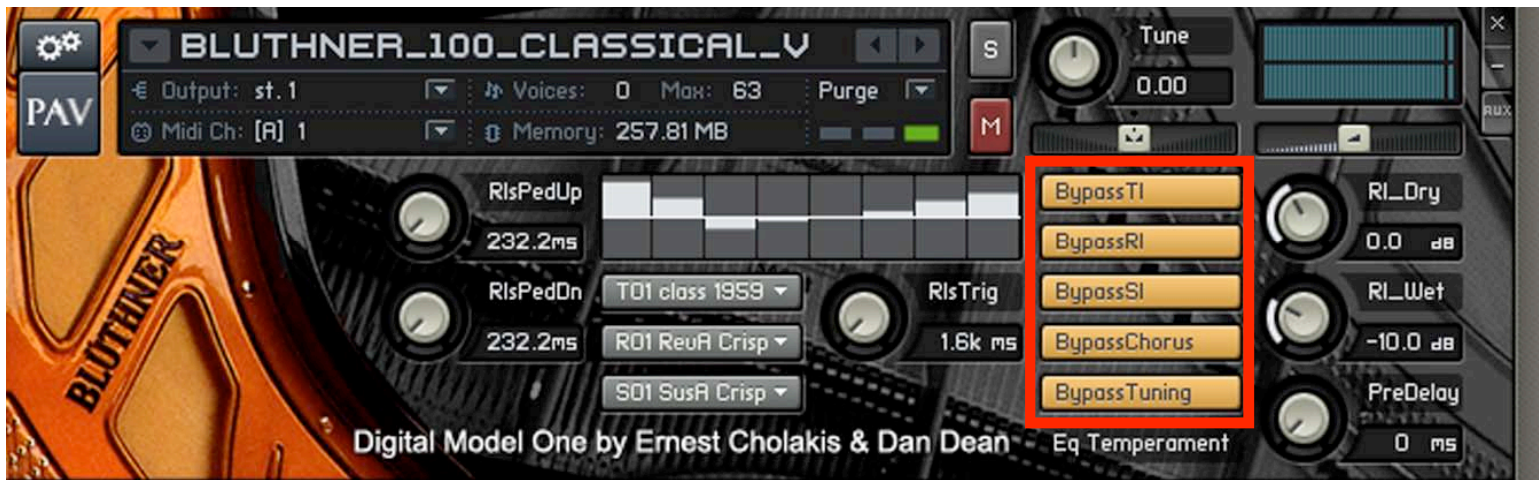 BLUTHNER_100_CLASSICAL_V
S
Tune
×
0.00
-
PAV
Output: st. 1
Voices: 0 Max: 63
Purge
AUX
Midi Ch: [A] 1
Memory: 257.81 MB
M
RlsPedUp
BypassTI
RI_Dry
232.2ms
BypassRI
0.0 dB
BLUTHNER
RlsPedDn
T01 class 1959
RlsTrig
BypassSI
RI_Wet
232.2ms
R01 RevA Crisp
1.6k ms
BypassChorus
-10.0 dB
S01 SusA Crisp
BypassTuning
PreDelay
Digital Model One by Ernest Cholakis & Dan Dean
Eq Temperament
0 ms